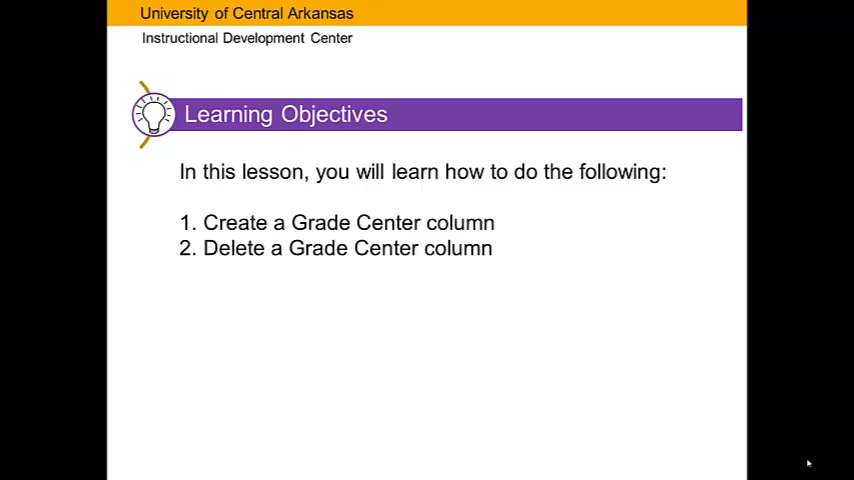 University of Central Arkansas
Instructional Development Center
Learning Objectives
In this lesson, you will learn how to do the following:
1. Create a Grade Center column
2. Delete a Grade Center column